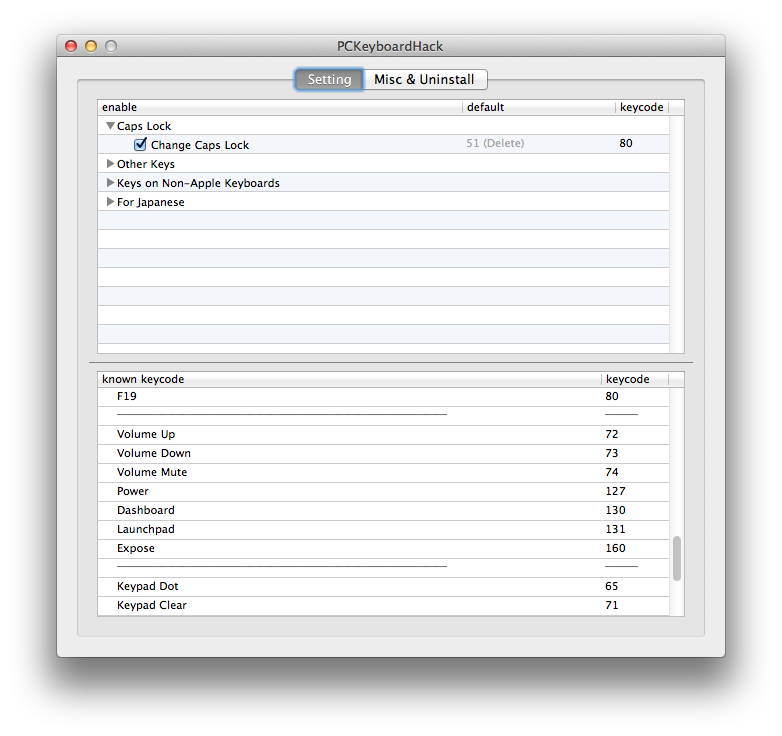 PCKeyboardHack
Setting Misc & Uninstall
enable default keycode
Caps Lock
Change Caps Lock 51 (Delete) 80
Other Keys
Keys on Non-Apple Keyboards
For Japanese
known keycode keycode
F19 80
Volume Up 72
Volume Down 73
Volume Mute 74
Power 127
Dashboard 130
Launchpad 131
Expose 160
Keypad Dot 65
Keypad Clear 71